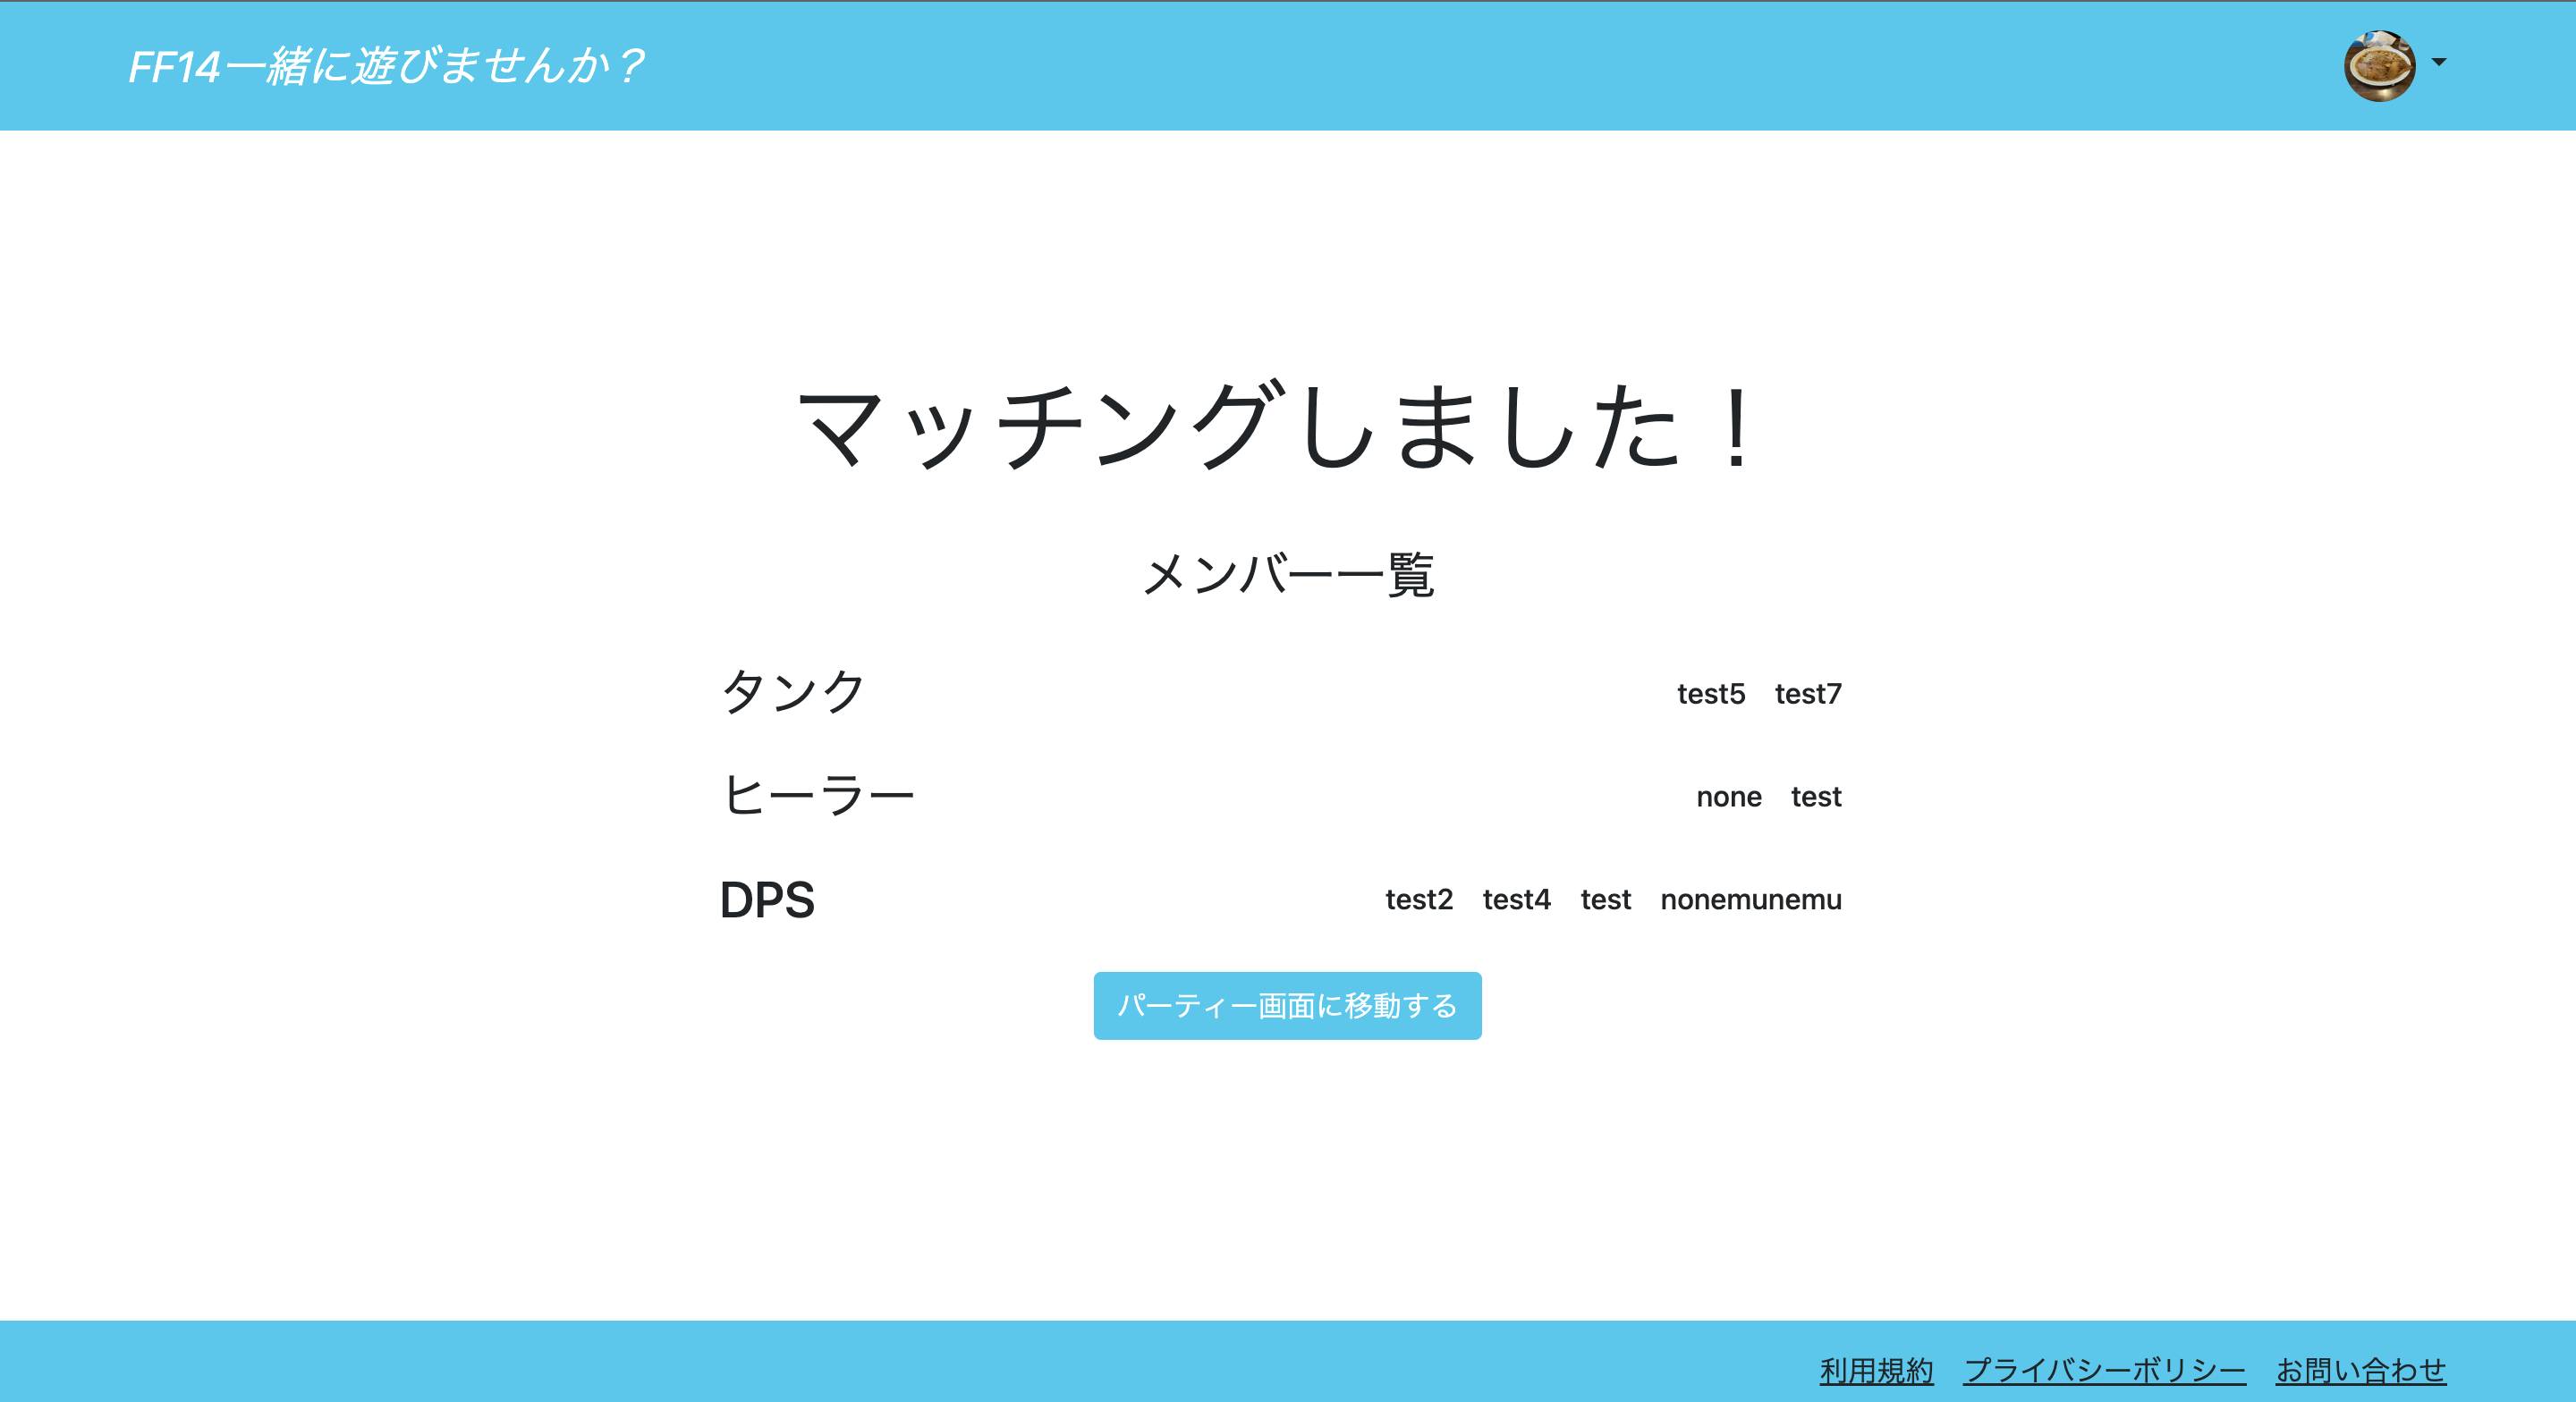 FF14一緒に遊びませんか？
マッチングしました！
メンバー一覧
タンク test5 test7
ヒーラー none test
DPS test2 test4 test nonemunemu
パーティー画面に移動する
利用規約 プライバシーポリシー お問い合わせ